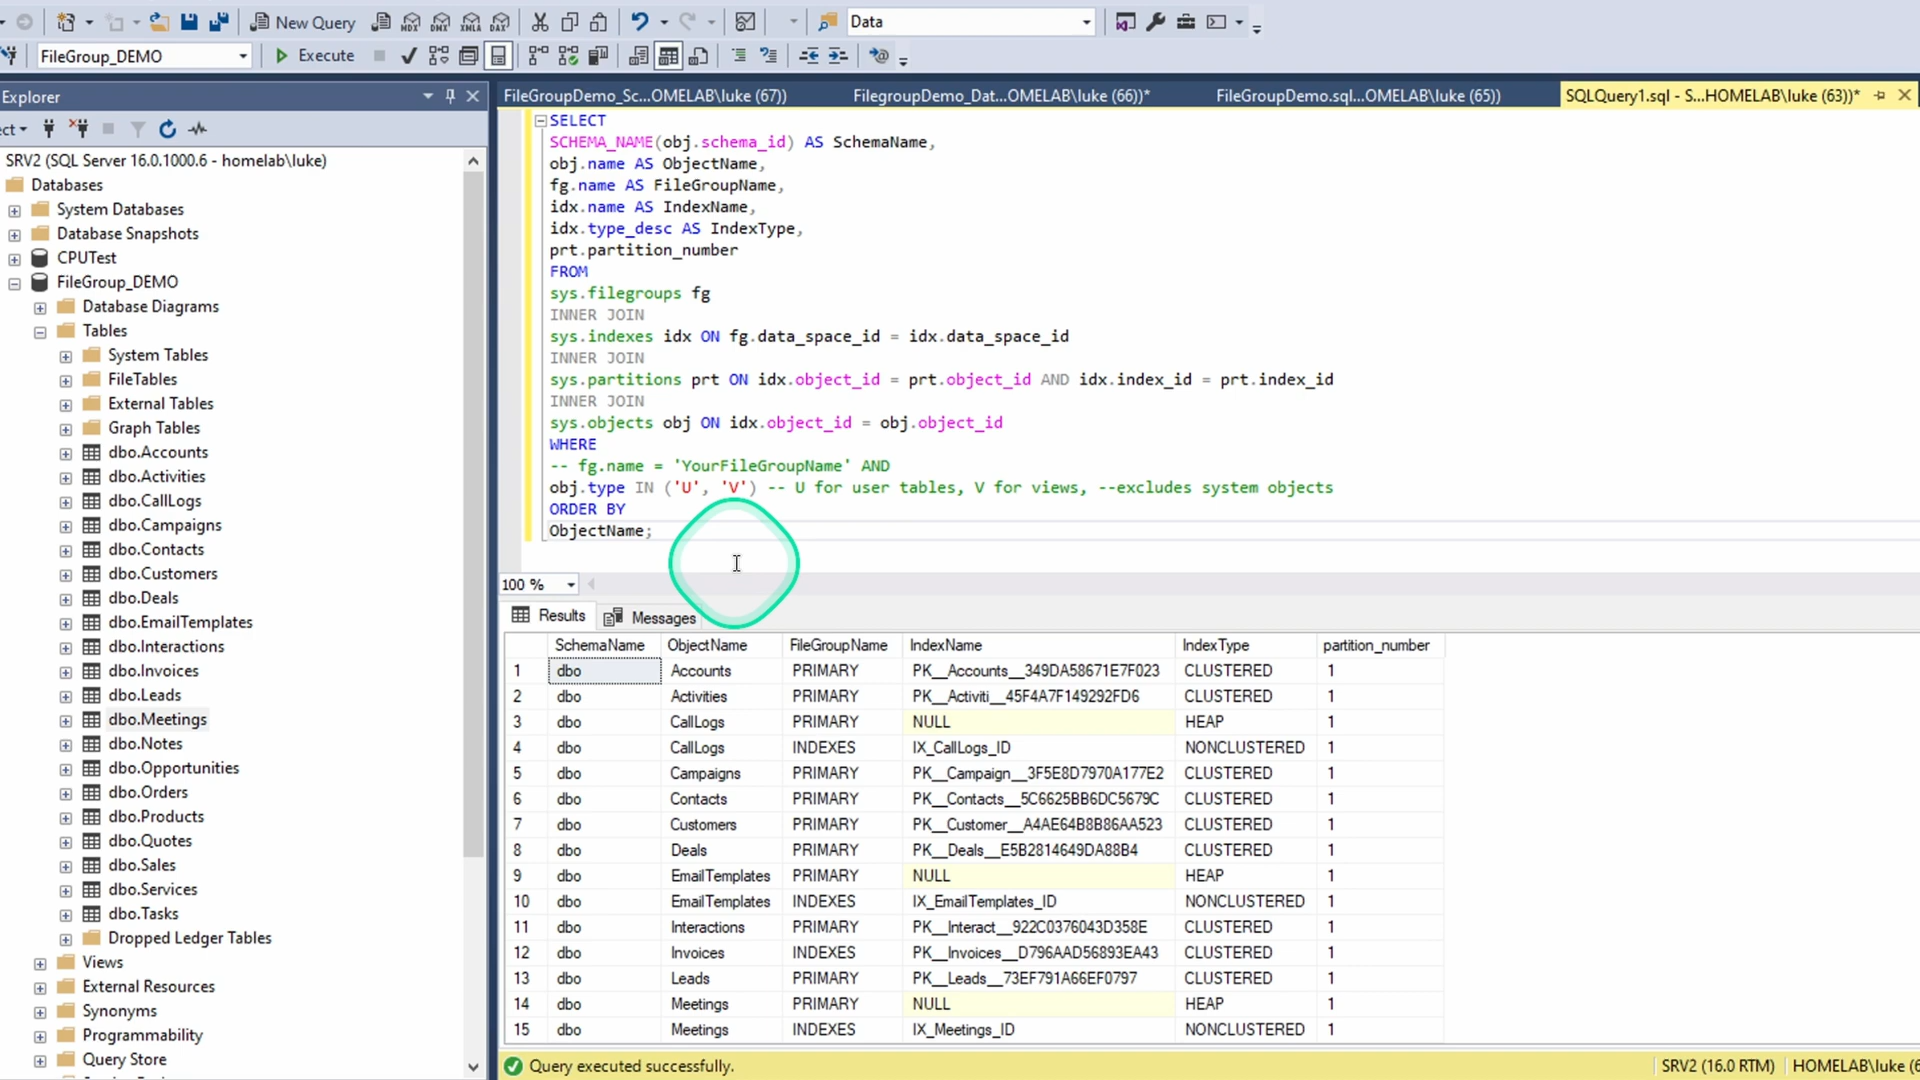 New Query
Data
FileGroup_DEMO
Execute
Explorer
FileGroupDemo_Sc...OMELAB\luke (67))
FilegroupDemo_Dat...OMELAB\luke (66))*
FileGroupDemo.sql...OMELAB\luke (65))
SQLQuery1.sql - S...HOMELAB\luke (63))*
ect
SRV2 (SQL Server 16.0.1000.6 - homelab\luke)
Databases
System Databases
Database Snapshots
CPUTest
FileGroup_DEMO
Database Diagrams
Tables
System Tables
FileTables
External Tables
Graph Tables
dbo.Accounts
dbo.Activities
dbo.CallLogs
dbo.Campaigns
dbo.Contacts
dbo.Customers
dbo.Deals
dbo.EmailTemplates
dbo.Interactions
dbo.Invoices
dbo.Leads
dbo.Meetings
dbo.Notes
dbo.Opportunities
dbo.Orders
dbo.Products
dbo.Quotes
dbo.Sales
dbo.Services
dbo.Tasks
Dropped Ledger Tables
Views
External Resources
Synonyms
Programmability
Query Store
SELECT
SCHEMA_NAME(obj.schema_id) AS SchemaName,
obj.name AS ObjectName,
fg.name AS FileGroupName,
idx.name AS IndexName,
idx.type_desc AS IndexType,
prt.partition_number
FROM
sys.filegroups fg
INNER JOIN
sys.indexes idx ON fg.data_space_id = idx.data_space_id
INNER JOIN
sys.partitions prt ON idx.object_id = prt.object_id AND idx.index_id = prt.index_id
INNER JOIN
sys.objects obj ON idx.object_id = obj.object_id
WHERE
-- fg.name = 'YourFileGroupName' AND
obj.type IN ('U', 'V') -- U for user tables, V for views, --excludes system objects
ORDER BY
ObjectName;
100 %
Results Messages
SchemaName ObjectName FileGroupName IndexName IndexType partition_number
1 dbo Accounts PRIMARY PK__Accounts__349DA58671E7F023 CLUSTERED 1
2 dbo Activities PRIMARY PK__Activiti__45F4A7F149292FD6 CLUSTERED 1
3 dbo CallLogs PRIMARY NULL HEAP 1
4 dbo CallLogs INDEXES IX_CallLogs_ID NONCLUSTERED 1
5 dbo Campaigns PRIMARY PK__Campaign__3F5E8D7970A177E2 CLUSTERED 1
6 dbo Contacts PRIMARY PK__Contacts__5C6625BB6DC5679C CLUSTERED 1
7 dbo Customers PRIMARY PK__Customer__A4AE64B8B86AA523 CLUSTERED 1
8 dbo Deals PRIMARY PK__Deals__E5B2814649DA88B4 CLUSTERED 1
9 dbo EmailTemplates PRIMARY NULL HEAP 1
10 dbo EmailTemplates INDEXES IX_EmailTemplates_ID NONCLUSTERED 1
11 dbo Interactions PRIMARY PK__Interact__922C0376043D358E CLUSTERED 1
12 dbo Invoices INDEXES PK__Invoices__D796AAD56893EA43 CLUSTERED 1
13 dbo Leads PRIMARY PK__Leads__73EF791A66EF0797 CLUSTERED 1
14 dbo Meetings PRIMARY NULL HEAP 1
15 dbo Meetings INDEXES IX_Meetings_ID NONCLUSTERED 1
Query executed successfully.
SRV2 (16.0 RTM)
HOMELAB\luke (6